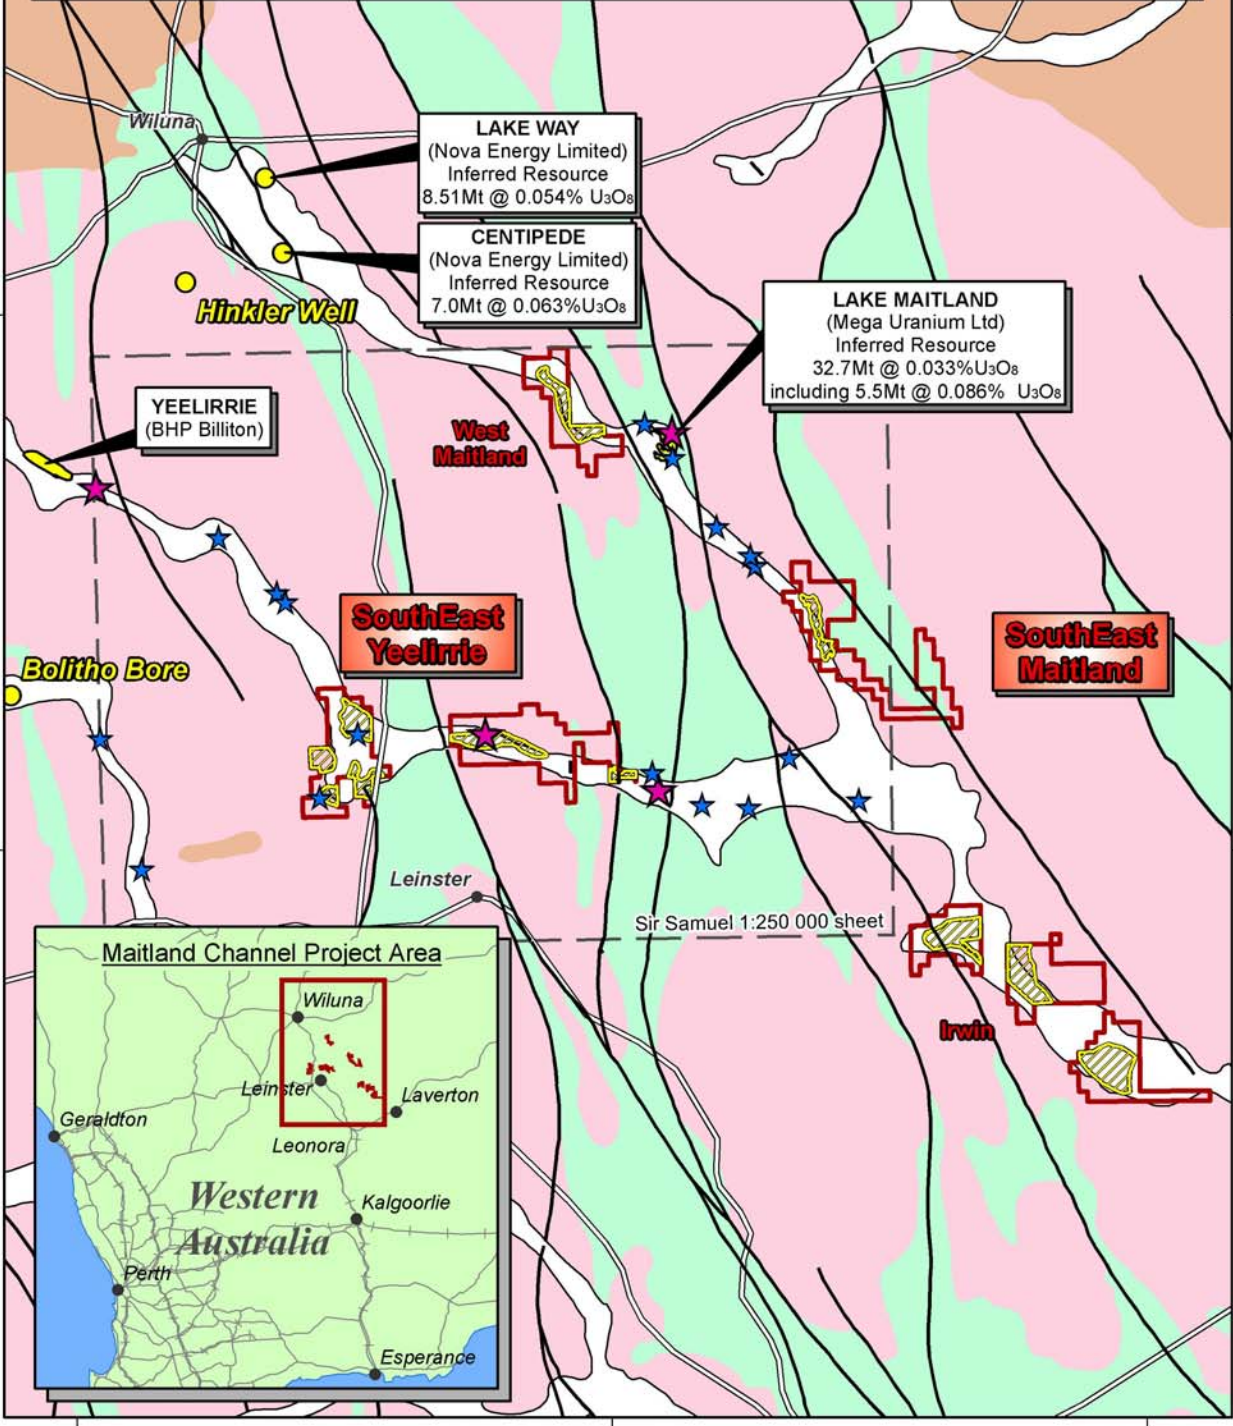 Wiluna
LAKE WAY
(Nova Energy Limited)
Inferred Resource
8.51Mt @ 0.054% U₃O₈
CENTIPEDE
(Nova Energy Limited)
Inferred Resource
7.0Mt @ 0.063%U₃O₈
Hinkler Well
LAKE MAITLAND
(Mega Uranium Ltd)
Inferred Resource
32.7Mt @ 0.033%U₃O₈
including 5.5Mt @ 0.086% U₃O₈
YEELIRRIE
(BHP Billiton)
West
Maitland
SouthEast
Yeelirrie
SouthEast
Maitland
Bolitho Bore
Leinster
Sir Samuel 1:250 000 sheet
Irwin
Maitland Channel Project Area
Wiluna
Leinster
Laverton
Geraldton
Leonora
Western
Australia
Kalgoorlie
Perth
Esperance